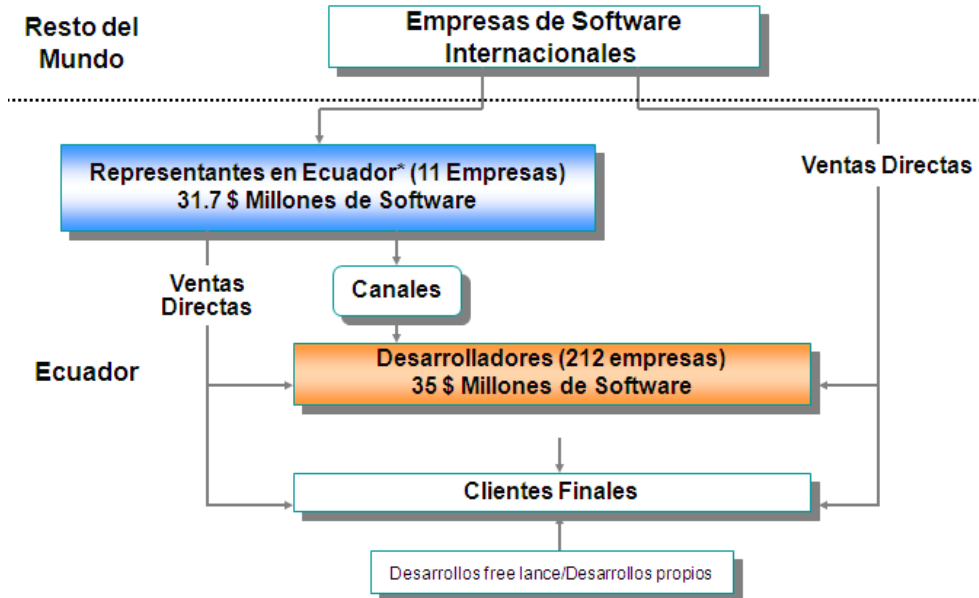 Resto del
Mundo
Empresas de Software
Internacionales
Representantes en Ecuador* (11 Empresas)
31.7 $ Millones de Software
Ventas Directas
Ventas
Directas
Canales
Ecuador
Desarrolladores (212 empresas)
35 $ Millones de Software
Clientes Finales
Desarrollos free lance/Desarrollos propios